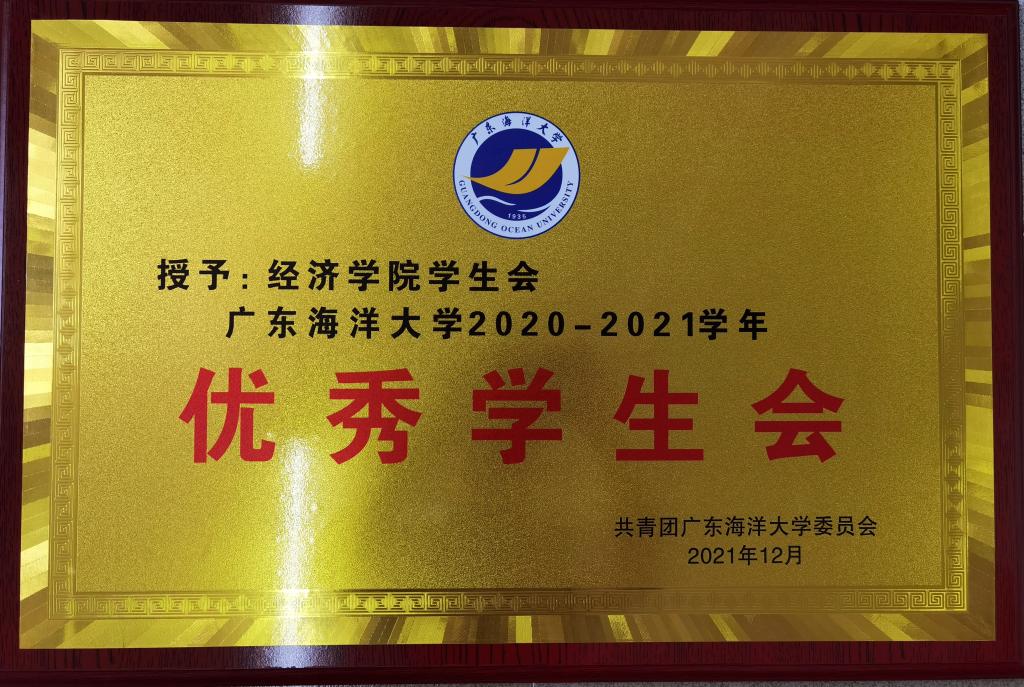 广东海洋大学
GUANGDONG OCEAN UNIVERSITY
1935
授予：经济学院学生会
广东海洋大学2020-2021学年
优秀学生会
共青团广东海洋大学委员会
2021年12月